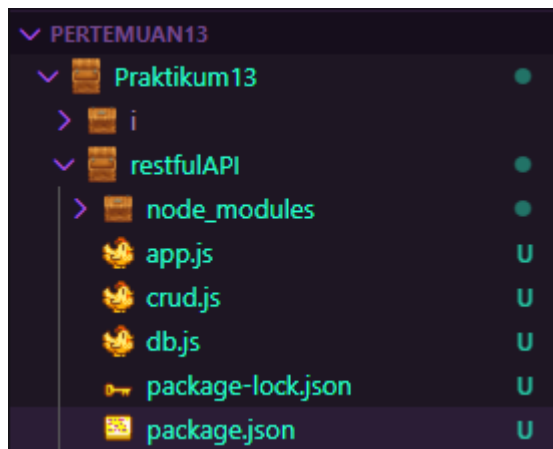 PERTEMUAN13
Praktikum13
i
restfulAPI
node_modules
app.js U
crud.js U
db.js U
package-lock.json U
package.json U